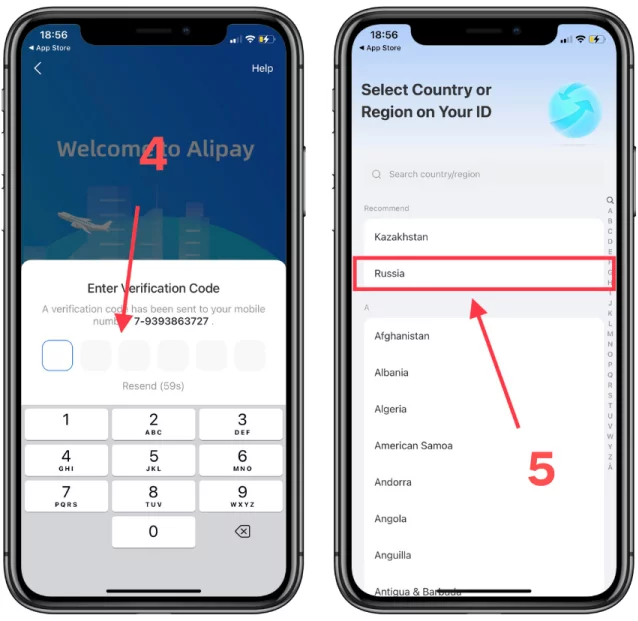 18:56
App Store
Help
Welcome to Alipay
4
Enter Verification Code
A verification code has been sent to your mobile
number 7-9393863727 .
Resend (59s)
1
2 ABC
3 DEF
4 GHI
5 JKL
6 MNO
7 PQRS
8 TUV
9 WXYZ
0
18:56
App Store
Select Country or
Region on Your ID
Search country/region
Recommend
Kazakhstan
Russia
A
Afghanistan
Albania
Algeria
American Samoa
Andorra
Angola
Anguilla
Antigua & Barbuda
5
A
B
C
D
E
F
G
H
I
J
K
L
M
N
O
P
Q
R
S
T
U
V
W
Y
Z